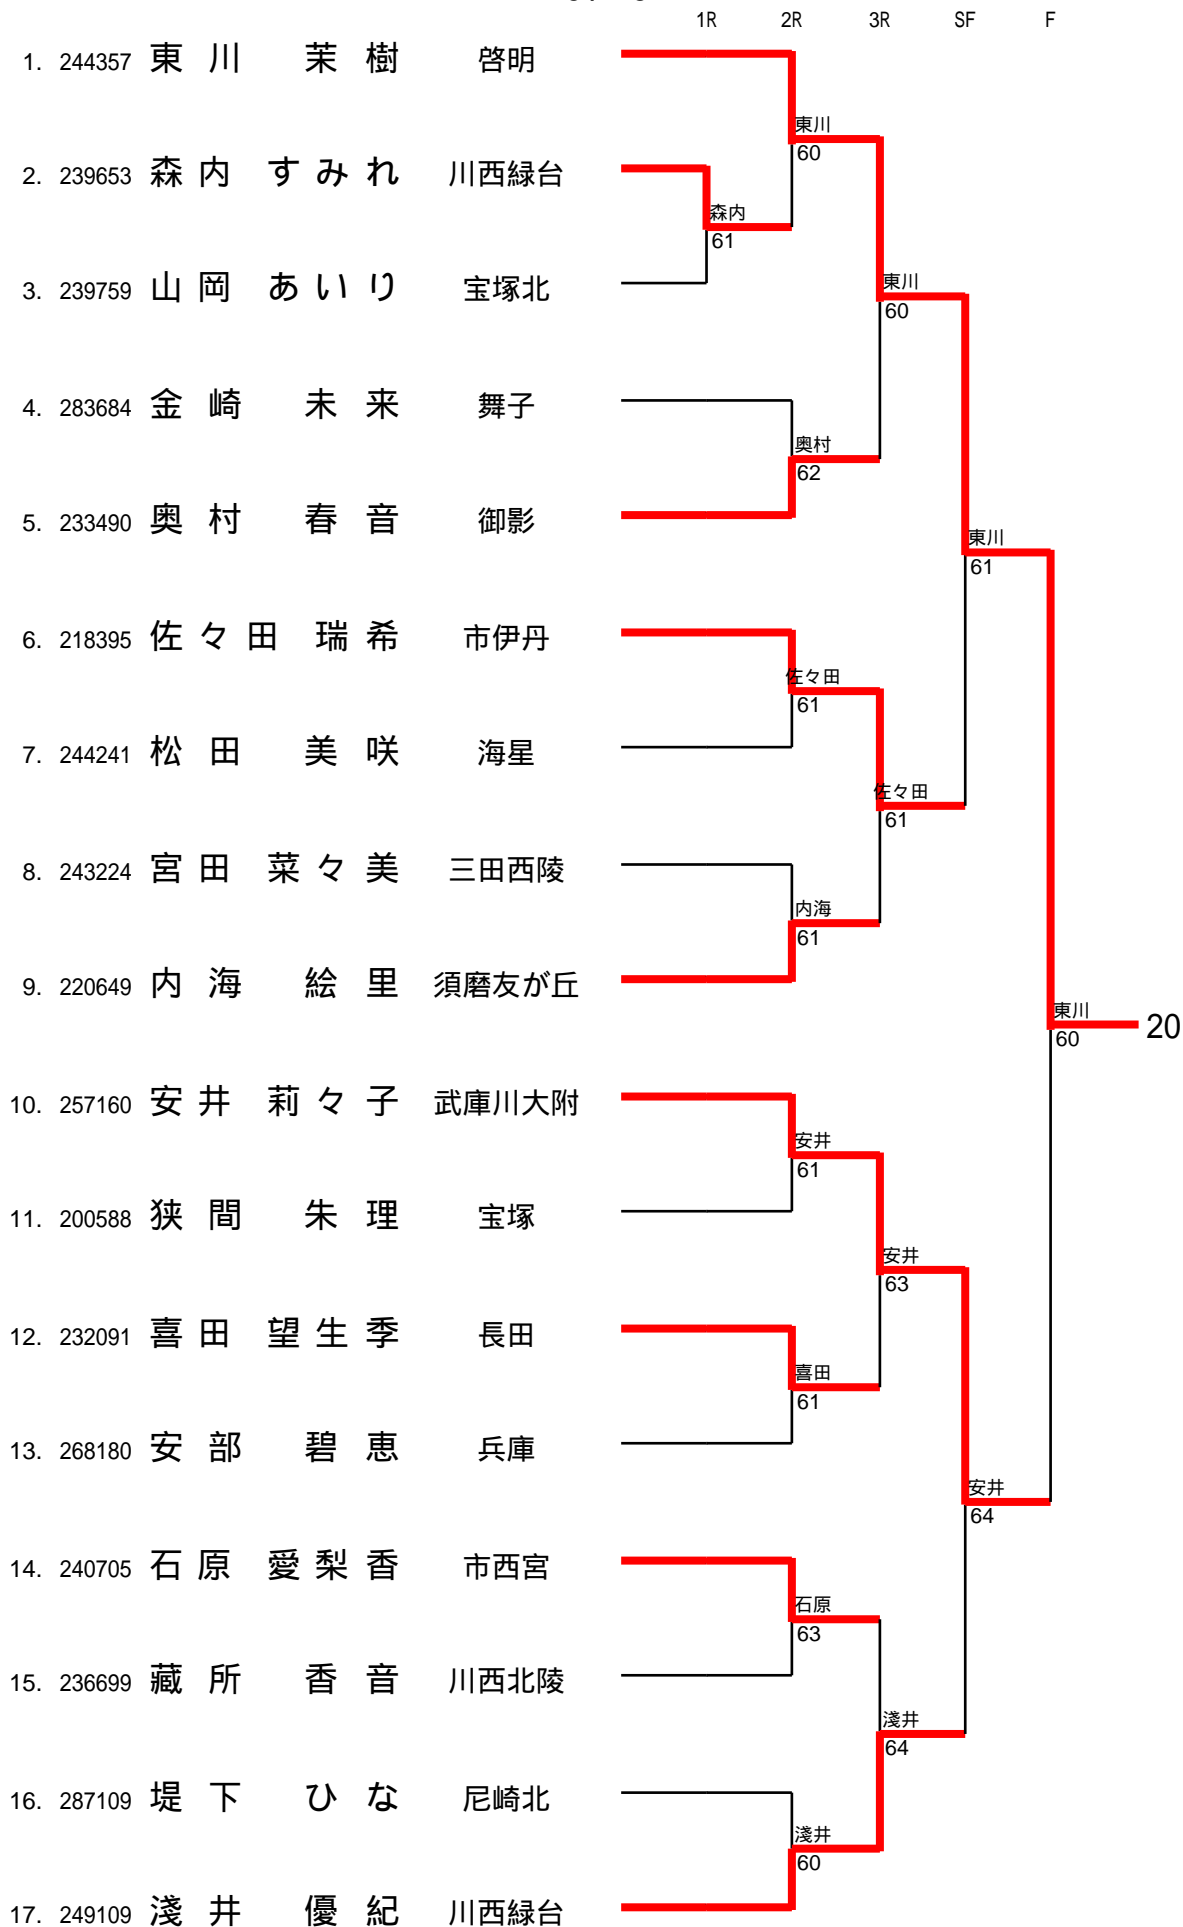 1R 2R 3R SF F
1. 244357 東川 茉樹 啓明
東川
60
2. 239653 森内 すみれ 川西緑台
森内
61
3. 239759 山岡 あいり 宝塚北
東川
60
4. 283684 金崎 未来 舞子
奥村
62
5. 233490 奥村 春音 御影
東川
61
6. 218395 佐々田 瑞希 市伊丹
佐々田
61
7. 244241 松田 美咲 海星
佐々田
61
8. 243224 宮田 菜々美 三田西陵
内海
61
9. 220649 内海 絵里 須磨友が丘
東川
60 20
10. 257160 安井 莉々子 武庫川大附
安井
61
11. 200588 狭間 朱理 宝塚
安井
63
12. 232091 喜田 望生季 長田
喜田
61
13. 268180 安部 碧恵 兵庫
安井
64
14. 240705 石原 愛梨香 市西宮
石原
63
15. 236699 藏所 香音 川西北陵
淺井
64
16. 287109 堤下 ひな 尼崎北
淺井
60
17. 249109 淺井 優紀 川西緑台